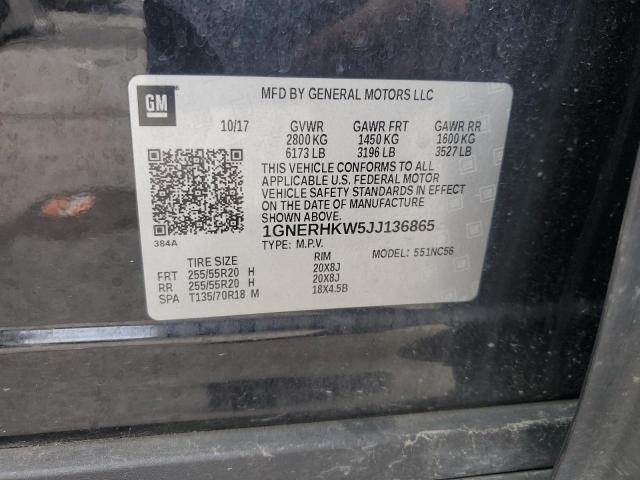 GM
MFD BY GENERAL MOTORS LLC
10/17 GVWR GAWR FRT GAWR RR
2800 KG 1450 KG 1600 KG
6173 LB 3196 LB 3527 LB
THIS VEHICLE CONFORMS TO ALL
APPLICABLE U.S. FEDERAL MOTOR
VEHICLE SAFETY STANDARDS IN EFFECT
ON THE DATE OF MANUFACTURE
SHOWN ABOVE.
384A
1GNERHKW5JJ136865
TYPE: M.P.V. MODEL: 551NC56
TIRE SIZE RIM
FRT 255/55R20 H 20X8J
RR 255/55R20 H 20X8J
SPA T135/70R18 M 18X4.5B